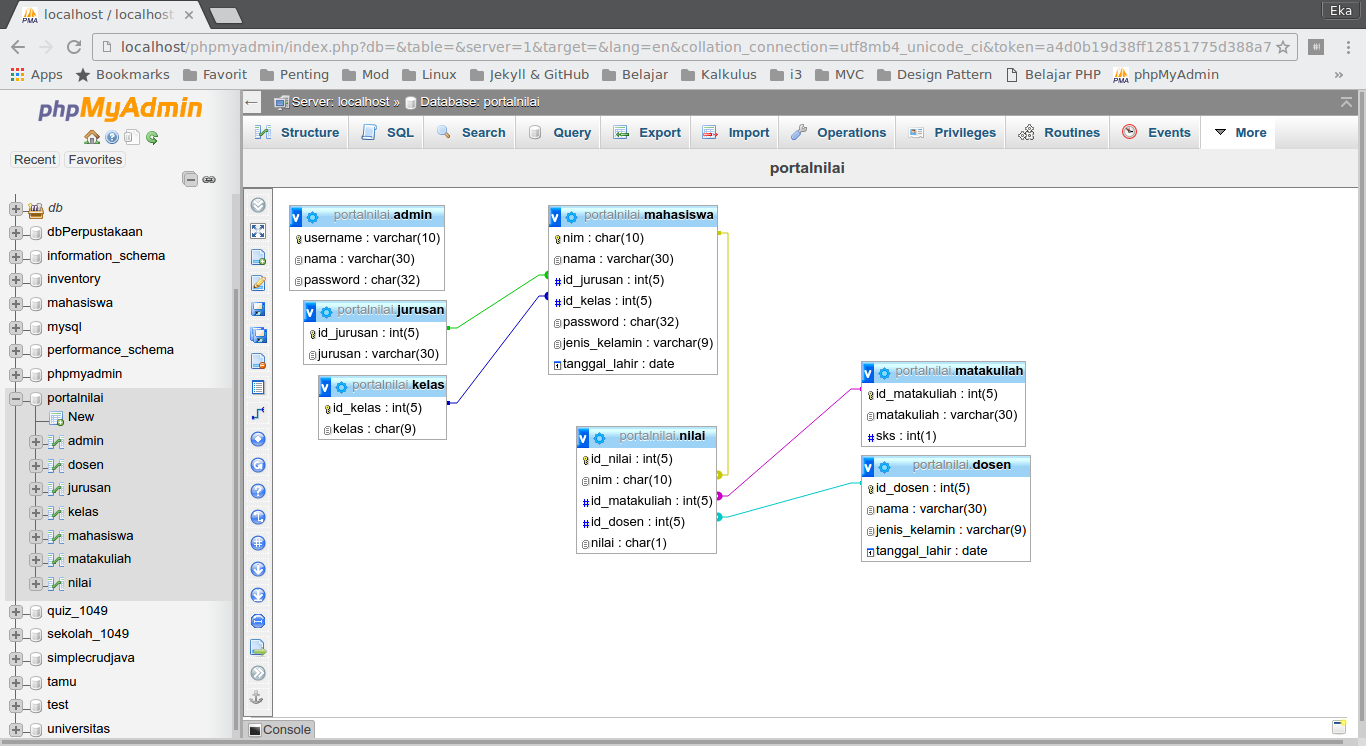 localhost / localhost
Eka
localhost/phpmyadmin/index.php?db=&table=&server=1&target=&lang=en&collation_connection=utf8mb4_unicode_ci&token=a4d0b19d38ff12851775d388a7
Apps Bookmarks Favorit Penting Mod Linux Jekyll & GitHub Belajar Kalkulus i3 MVC Design Pattern Belajar PHP phpMyAdmin »
phpMyAdmin
Recent Favorites
db
dbPerpustakaan
information_schema
inventory
mahasiswa
mysql
performance_schema
phpmyadmin
portalnilai
New
admin
dosen
jurusan
kelas
mahasiswa
matakuliah
nilai
quiz_1049
sekolah_1049
simplecrudjava
tamu
test
universitas
Server: localhost » Database: portalnilai
Structure SQL Search Query Export Import Operations Privileges Routines Events More
portalnilai
portalnilai.admin
username : varchar(10)
nama : varchar(30)
password : char(32)
portalnilai.jurusan
id_jurusan : int(5)
jurusan : varchar(30)
portalnilai.kelas
id_kelas : int(5)
kelas : char(9)
portalnilai.mahasiswa
nim : char(10)
nama : varchar(30)
id_jurusan : int(5)
id_kelas : int(5)
password : char(32)
jenis_kelamin : varchar(9)
tanggal_lahir : date
portalnilai.nilai
id_nilai : int(5)
nim : char(10)
id_matakuliah : int(5)
id_dosen : int(5)
nilai : char(1)
portalnilai.matakuliah
id_matakuliah : int(5)
matakuliah : varchar(30)
sks : int(1)
portalnilai.dosen
id_dosen : int(5)
nama : varchar(30)
jenis_kelamin : varchar(9)
tanggal_lahir : date
Console